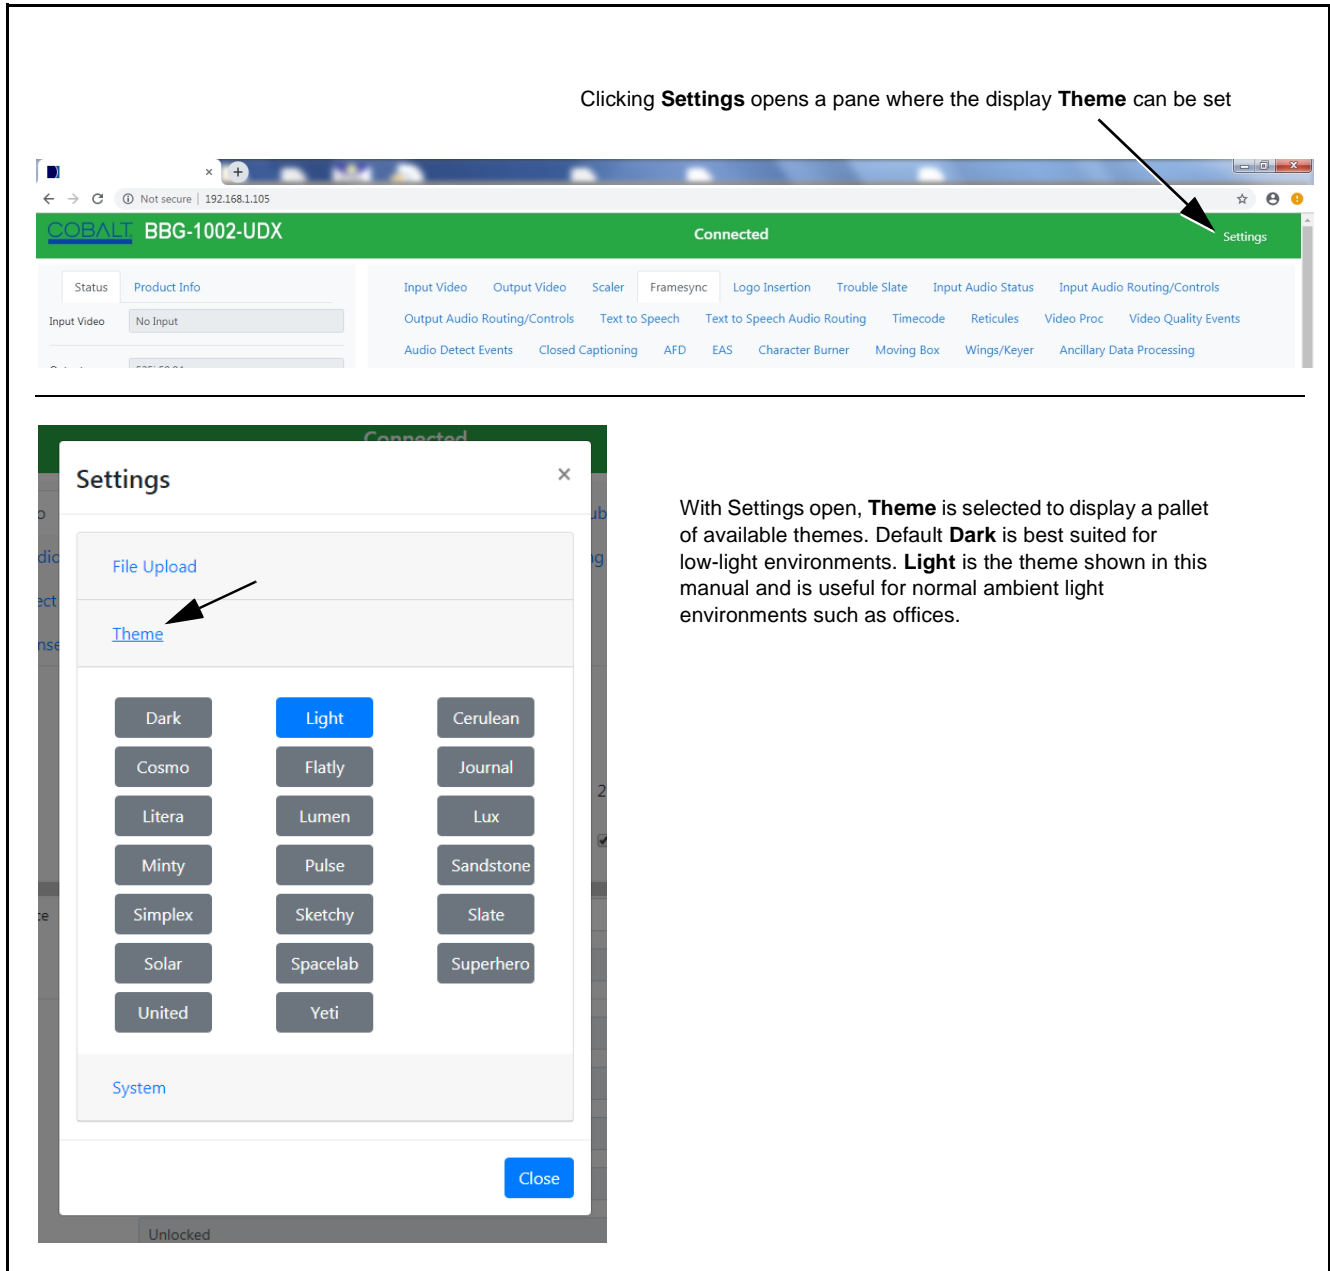 Clicking Settings opens a pane where the display Theme can be set
Not secure | 192.168.1.105
COBALT BBG-1002-UDX Connected Settings
Status Product Info
Input Video Output Video Scaler Framesync Logo Insertion Trouble Slate Input Audio Status Input Audio Routing/Controls
Input Video No Input
Output Audio Routing/Controls Text to Speech Text to Speech Audio Routing Timecode Reticules Video Proc Video Quality Events
Audio Detect Events Closed Captioning AFD EAS Character Burner Moving Box Wings/Keyer Ancillary Data Processing
Connected
Settings ×
File Upload
Theme
Dark Light Cerulean
Cosmo Flatly Journal
Litera Lumen Lux
Minty Pulse Sandstone
Simplex Sketchy Slate
Solar Spacelab Superhero
United Yeti
System
Close
Unlocked
With Settings open, Theme is selected to display a pallet
of available themes. Default Dark is best suited for
low-light environments. Light is the theme shown in this
manual and is useful for normal ambient light
environments such as offices.